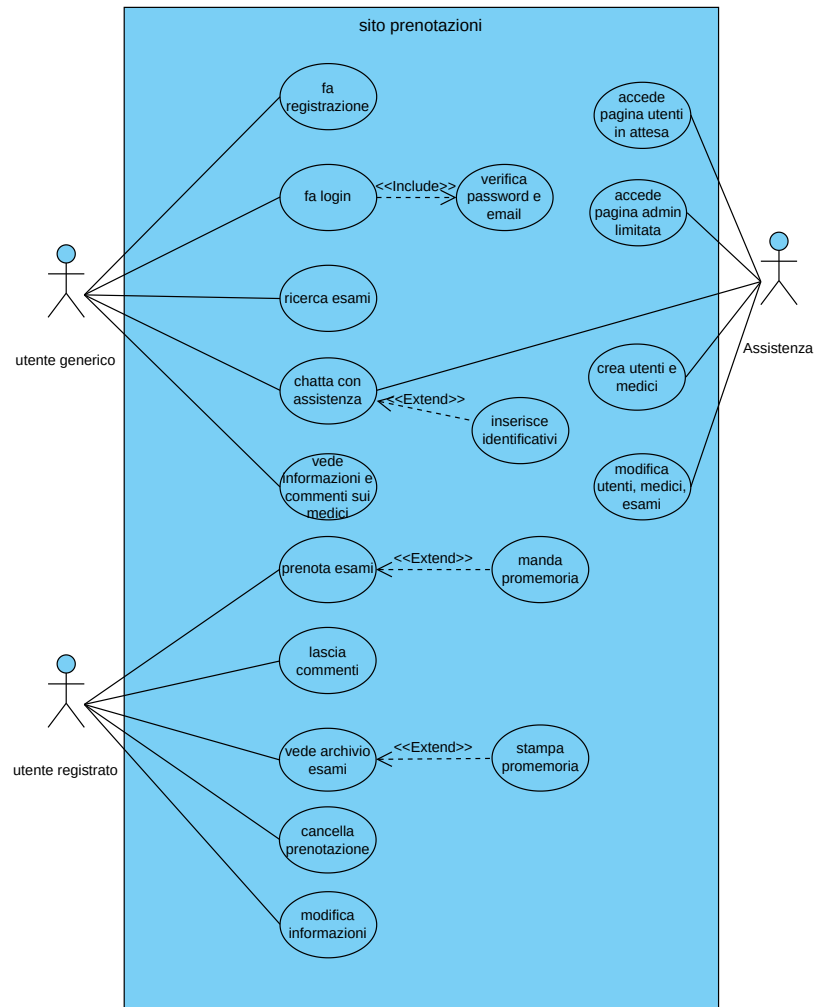 sito prenotazioni
fa
registrazione
accede
pagina utenti
in attesa
fa login
<<Include>>
verifica
password e
email
accede
pagina admin
limitata
utente generico
ricerca esami
Assistenza
chatta con
assistenza
<<Extend>>
inserisce
identificativi
crea utenti e
medici
vede
informazioni e
commenti sui
medici
modifica
utenti, medici,
esami
prenota esami
<<Extend>>
manda
promemoria
lascia
commenti
utente registrato
vede archivio
esami
<<Extend>>
stampa
promemoria
cancella
prenotazione
modifica
informazioni